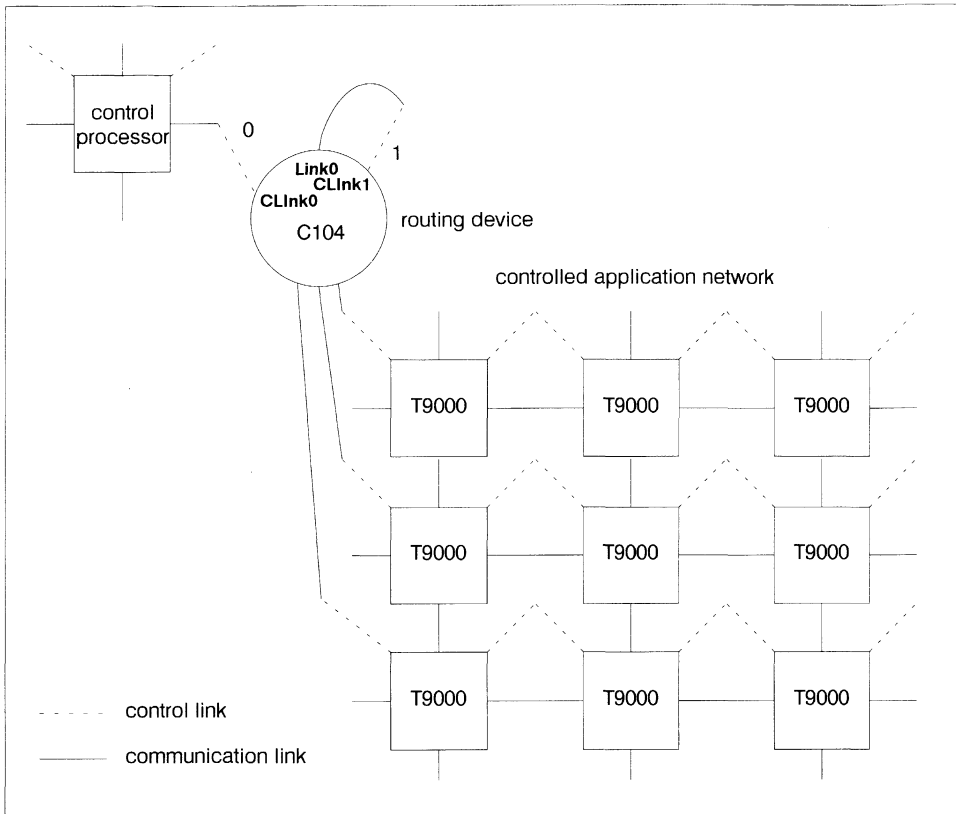 control
processor
0
1
Link0
CLInk1
CLInk0
C104
routing device
controlled application network
T9000 T9000 T9000
T9000 T9000 T9000
T9000 T9000 T9000
control link
communication link